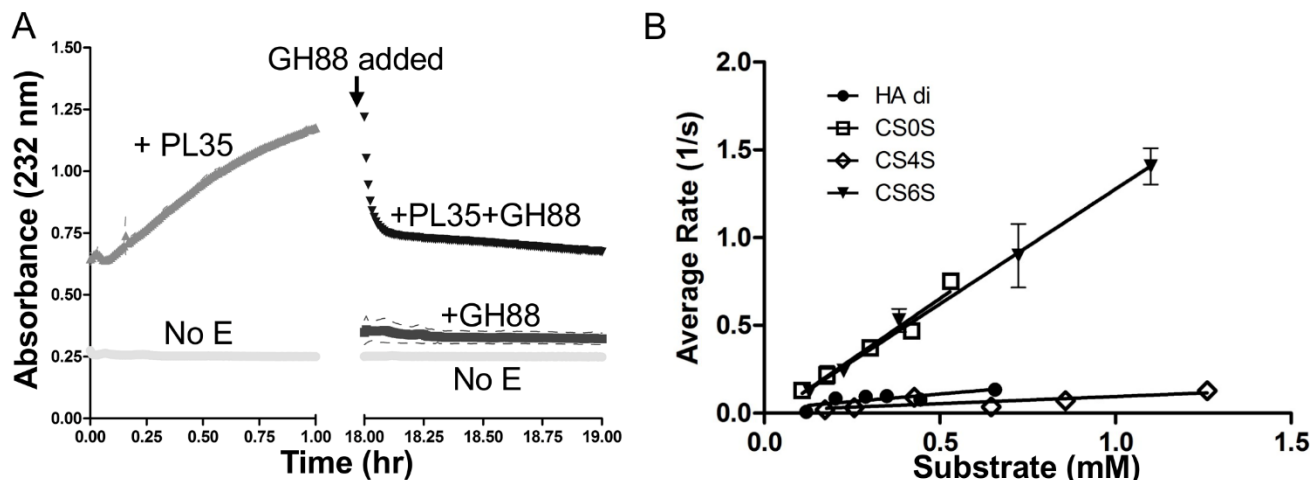 A
Absorbance (232 nm)
1.50
1.25
1.00
0.75
0.50
0.25
0.00
GH88 added
+ PL35
+PL35+GH88
+GH88
No E
No E
0.00 0.25 0.50 0.75 1.00 18.00 18.25 18.50 18.75 19.00
Time (hr)
B
Average Rate (1/s)
2.0
1.5
1.0
0.5
0.0
HA di
CS0S
CS4S
CS6S
0.0 0.5 1.0 1.5
Substrate (mM)